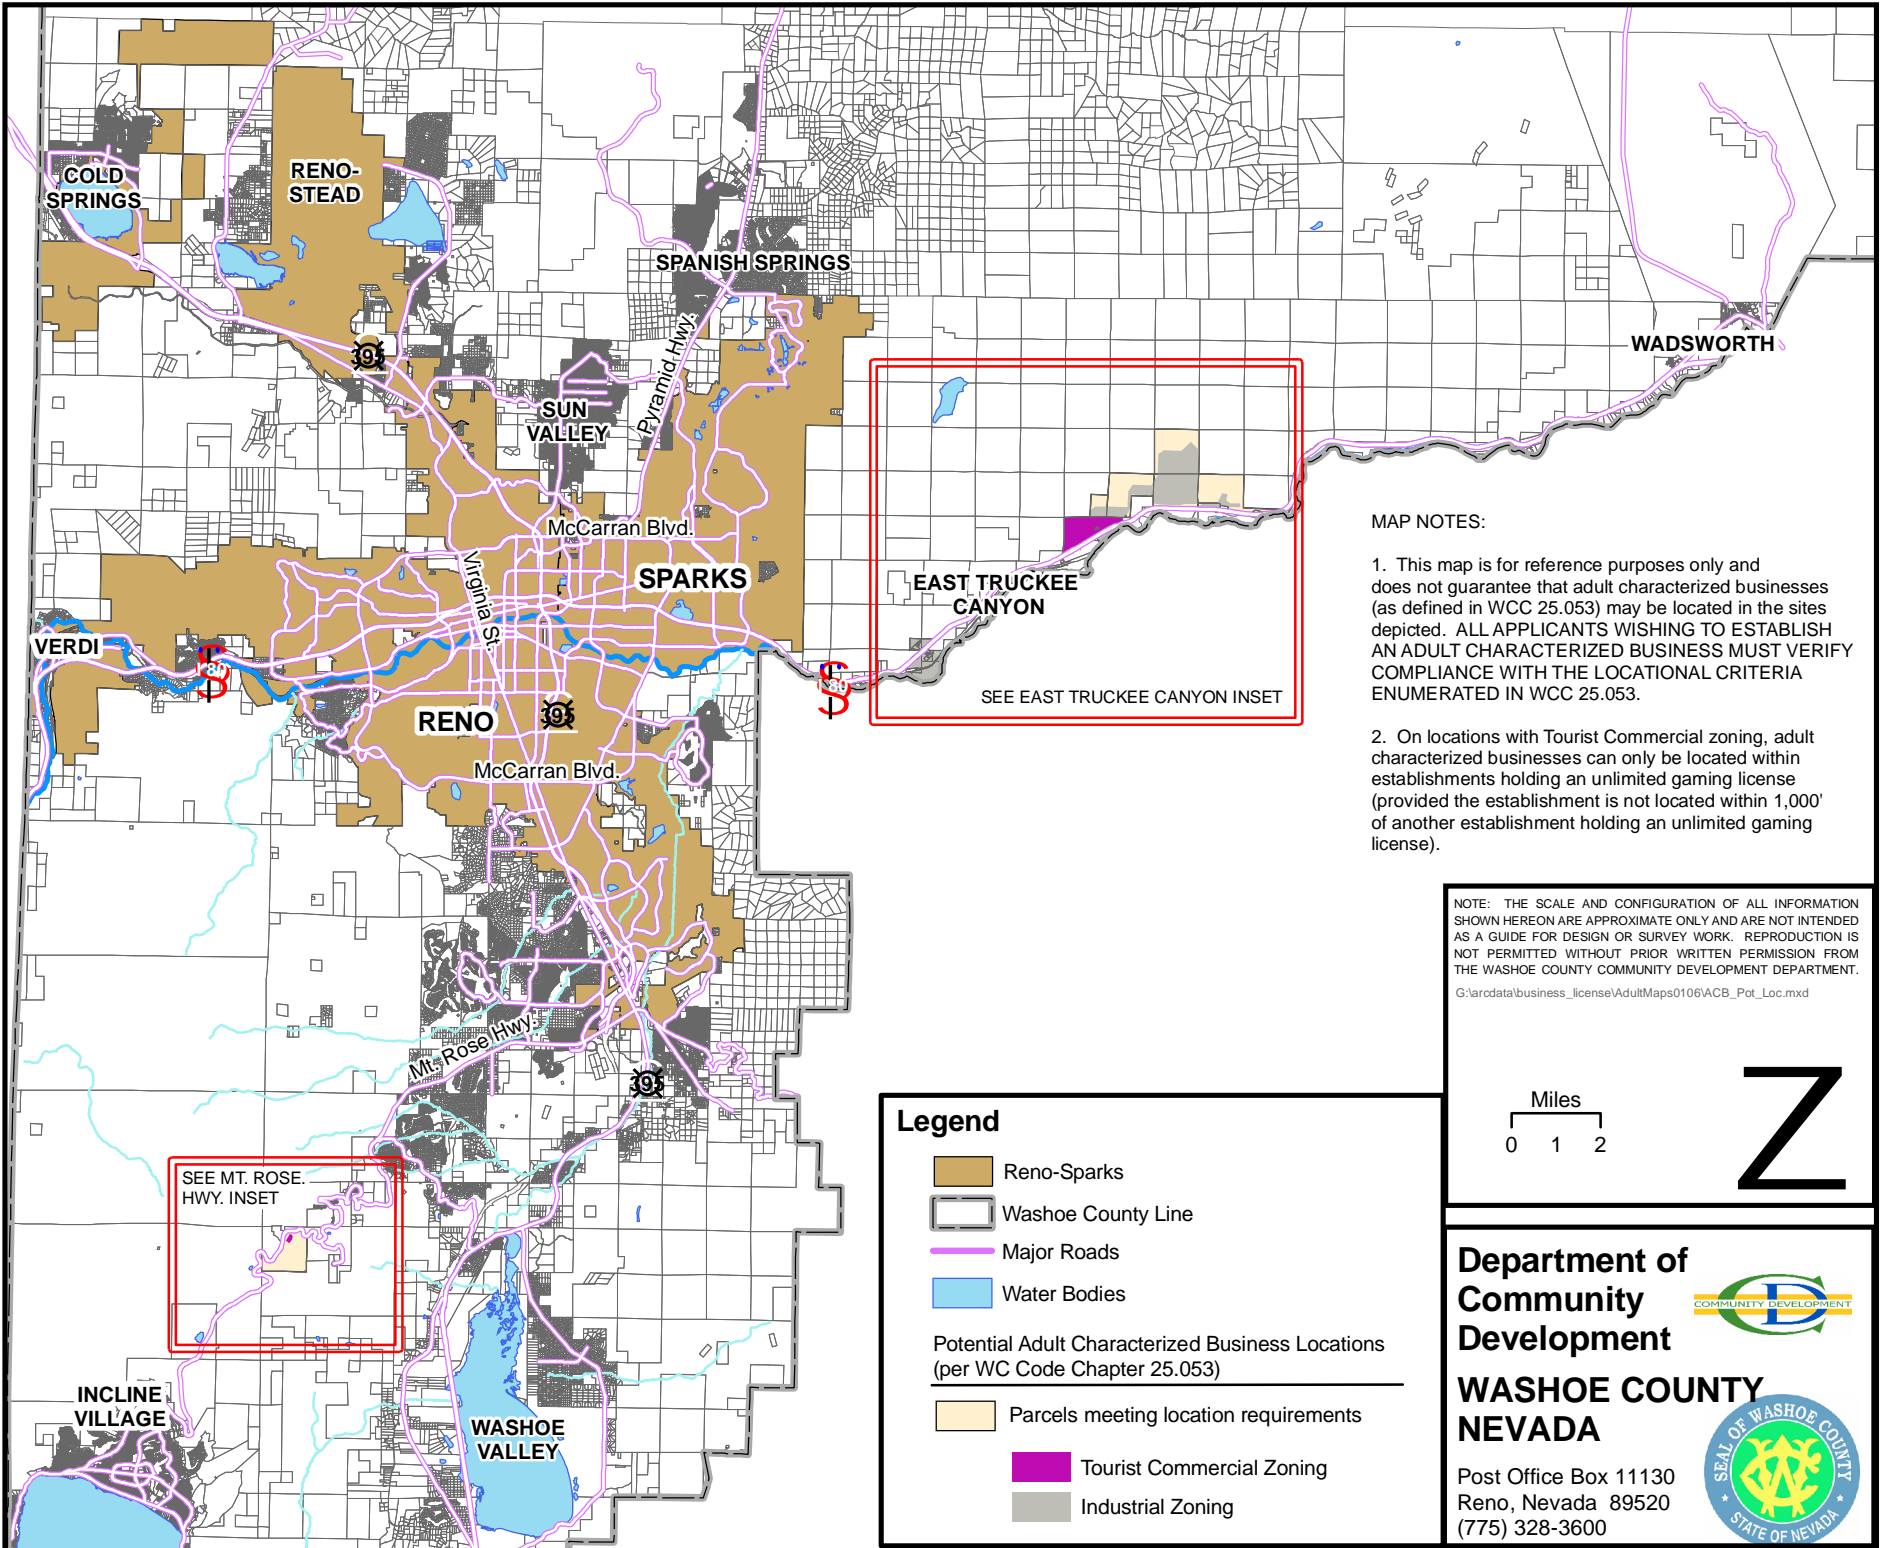 COLD
SPRINGS
RENO-
STEAD
SPANISH SPRINGS
Pyramid Hwy.
395
SUN
VALLEY
WADSWORTH
McCarran Blvd.
Virginia St.
SPARKS
EAST TRUCKEE
CANYON
SEE EAST TRUCKEE CANYON INSET
VERDI
80
80
RENO
395
McCarran Blvd.
MAP NOTES:
1. This map is for reference purposes only and
does not guarantee that adult characterized businesses
(as defined in WCC 25.053) may be located in the sites
depicted. ALL APPLICANTS WISHING TO ESTABLISH
AN ADULT CHARACTERIZED BUSINESS MUST VERIFY
COMPLIANCE WITH THE LOCATIONAL CRITERIA
ENUMERATED IN WCC 25.053.
2. On locations with Tourist Commercial zoning, adult
characterized businesses can only be located within
establishments holding an unlimited gaming license
(provided the establishment is not located within 1,000'
of another establishment holding an unlimited gaming
license).
NOTE: THE SCALE AND CONFIGURATION OF ALL INFORMATION
SHOWN HEREON ARE APPROXIMATE ONLY AND ARE NOT INTENDED
AS A GUIDE FOR DESIGN OR SURVEY WORK. REPRODUCTION IS
NOT PERMITTED WITHOUT PRIOR WRITTEN PERMISSION FROM
THE WASHOE COUNTY COMMUNITY DEVELOPMENT DEPARTMENT.
G:\arcdata\business_license\AdultMaps0106\ACB_Pot_Loc.mxd
Miles
0 1 2
Z
Mt. Rose Hwy.
395
SEE MT. ROSE.
HWY. INSET
INCLINE
VILLAGE
WASHOE
VALLEY
Legend
Reno-Sparks
Washoe County Line
Major Roads
Water Bodies
Potential Adult Characterized Business Locations
(per WC Code Chapter 25.053)
Parcels meeting location requirements
Tourist Commercial Zoning
Industrial Zoning
Department of
Community
Development
COMMUNITY DEVELOPMENT
WASHOE COUNTY
NEVADA
Post Office Box 11130
Reno, Nevada 89520
(775) 328-3600
SEAL OF WASHOE COUNTY
STATE OF NEVADA